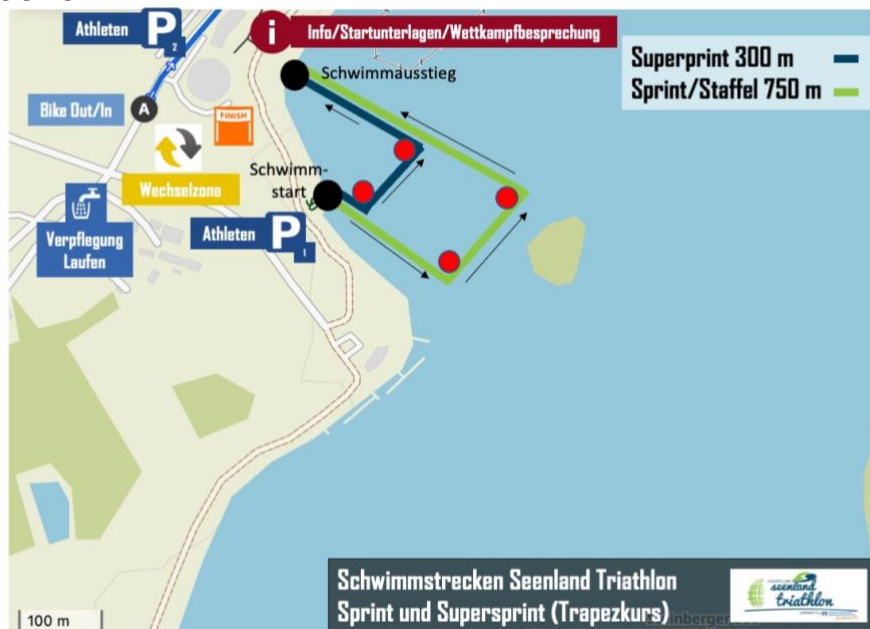 Athleten P 2
i Info/Startunterlagen/Wettkampfbesprechung
Superprint 300 m
Sprint/Staffel 750 m
Schwimmausstieg
Bike Out/In
A
FINISH
Schwimm-
start
Wechselzone
Verpflegung
Laufen
Athleten P 1
Schwimmstrecken Seenland Triathlon
Sprint und Supersprint (Trapezkurs)
seenland
triathlon
100 m